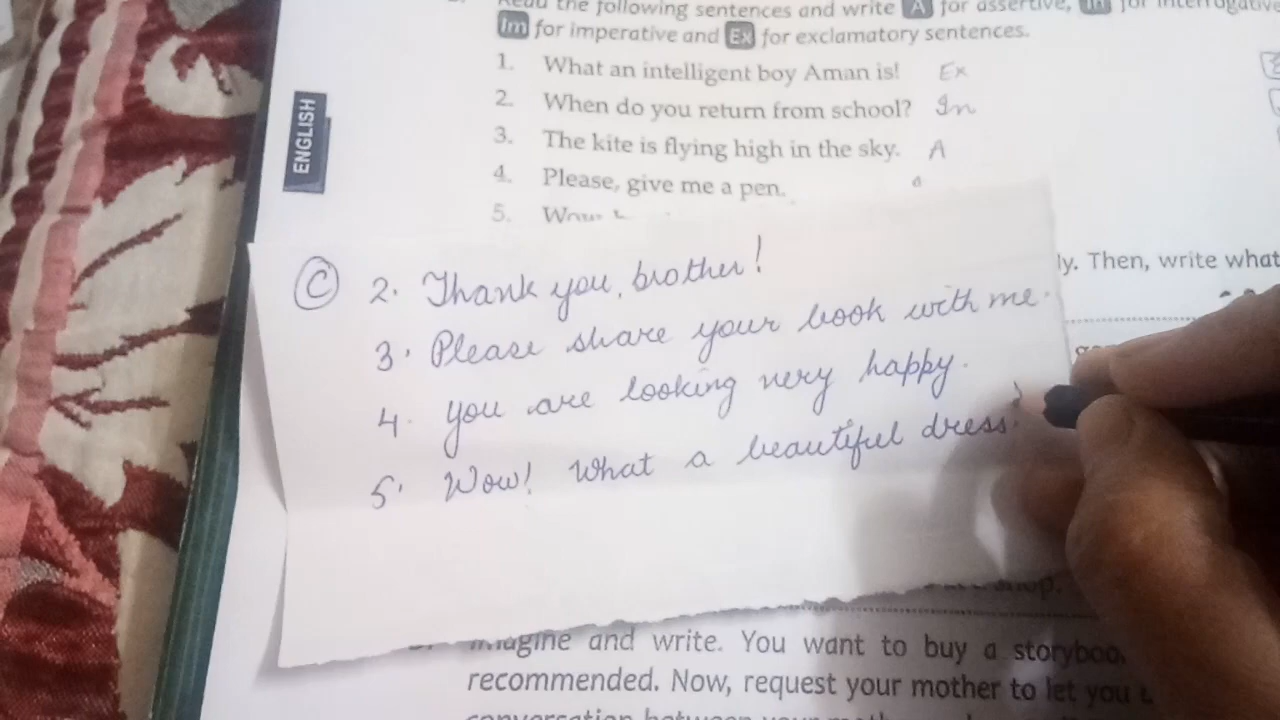 Read the following sentences and write A for assertive, In for interrogative
Im for imperative and Ex for exclamatory sentences.
1. What an intelligent boy Aman is! Ex
2. When do you return from school? In
3. The kite is flying high in the sky. A
4. Please, give me a pen.
5.
ENGLISH
C 2. Thank you, brother!
ly. Then, write what
3. Please share your book with me.
4. you are looking very happy.
5. Wow! What a beautiful dress!
Imagine and write. You want to buy a
recommended. Now, request your mother to let you
conversation between your